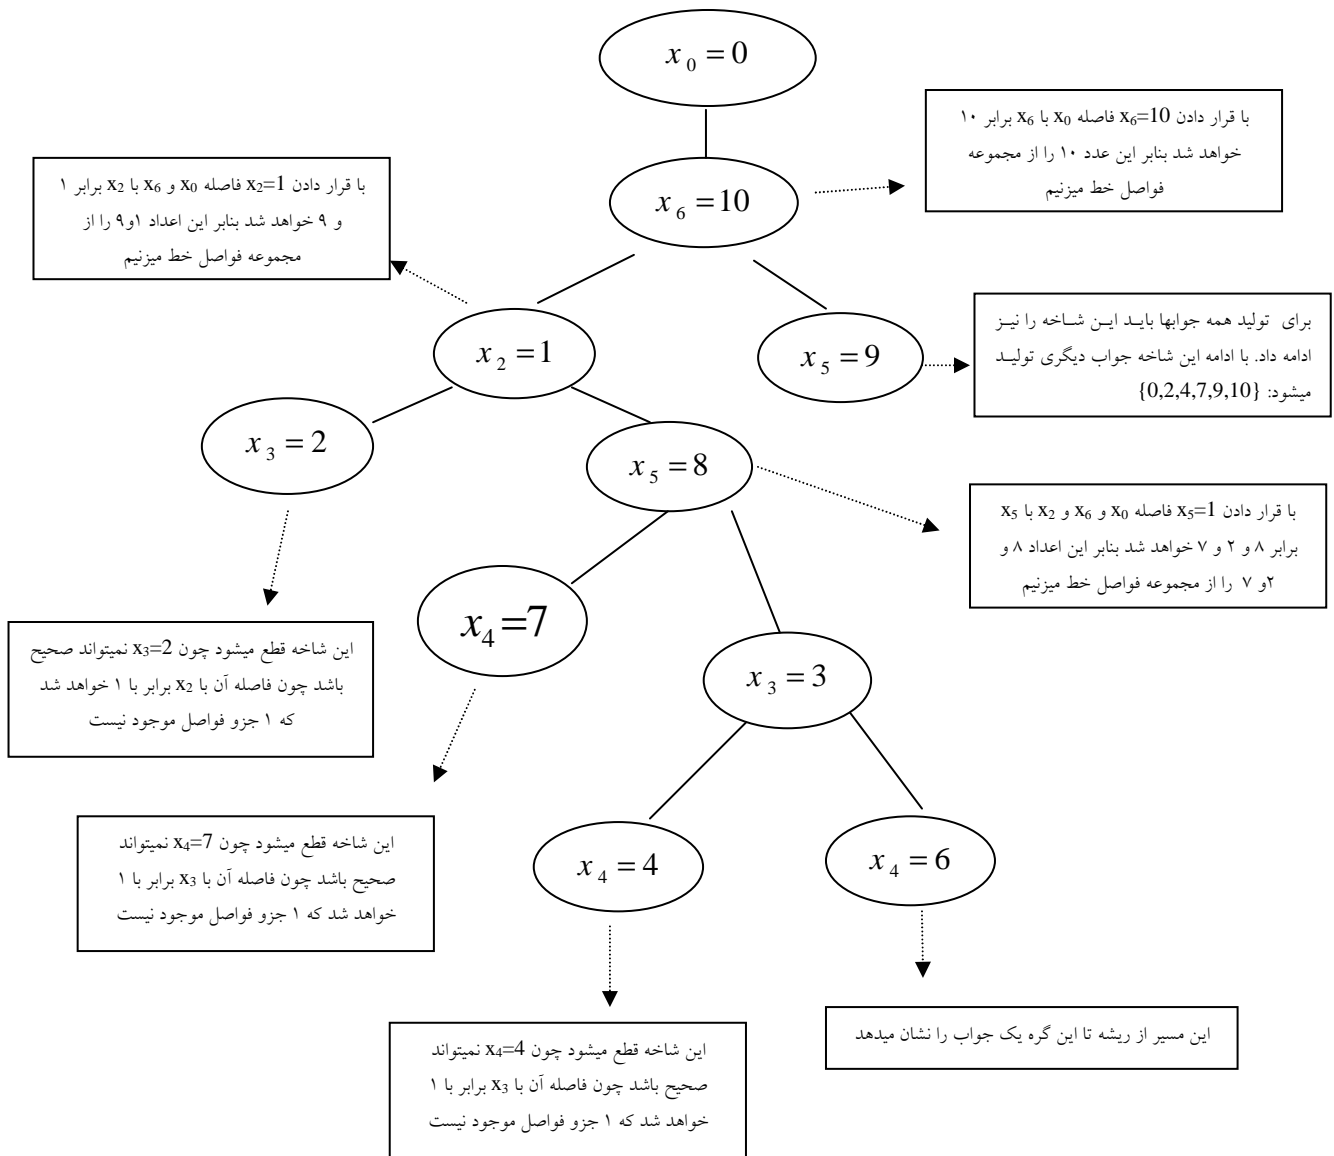 x₀ = 0
با قرار دادن x₆=10 فاصله x₀ با x₆ برابر ۱۰
خواهد شد بنابر این عدد ۱۰ را از مجموعه
فواصل خط میزنیم
x₆ = 10
با قرار دادن x₂=1 فاصله x₀ و x₆ با x₂ برابر ۱
و ۹ خواهد شد بنابر این اعداد ۱و۹ را از
مجموعه فواصل خط میزنیم
x₂ = 1
x₅ = 9
برای تولید همه جوابها باید این شاخه را نیز
ادامه داد. با ادامه این شاخه جواب دیگری تولید
میشود: {0,2,4,7,9,10}
x₃ = 2
x₅ = 8
با قرار دادن x₅=1 فاصله x₀ و x₆ و x₂ با x₅
برابر ۸ و ۲ و ۷ خواهد شد بنابر این اعداد ۸ و
۲و ۷ را از مجموعه فواصل خط میزنیم
x₄=7
x₃ = 3
این شاخه قطع میشود چون x₃=2 نمیتواند صحیح
باشد چون فاصله آن با x₂ برابر با ۱ خواهد شد
که ۱ جزو فواصل موجود نیست
این شاخه قطع میشود چون x₄=7 نمیتواند
صحیح باشد چون فاصله آن با x₃ برابر با ۱
خواهد شد که ۱ جزو فواصل موجود نیست
x₄ = 4
x₄ = 6
این شاخه قطع میشود چون x₄=4 نمیتواند
صحیح باشد چون فاصله آن با x₃ برابر با ۱
خواهد شد که ۱ جزو فواصل موجود نیست
این مسیر از ریشه تا این گره یک جواب را نشان میدهد